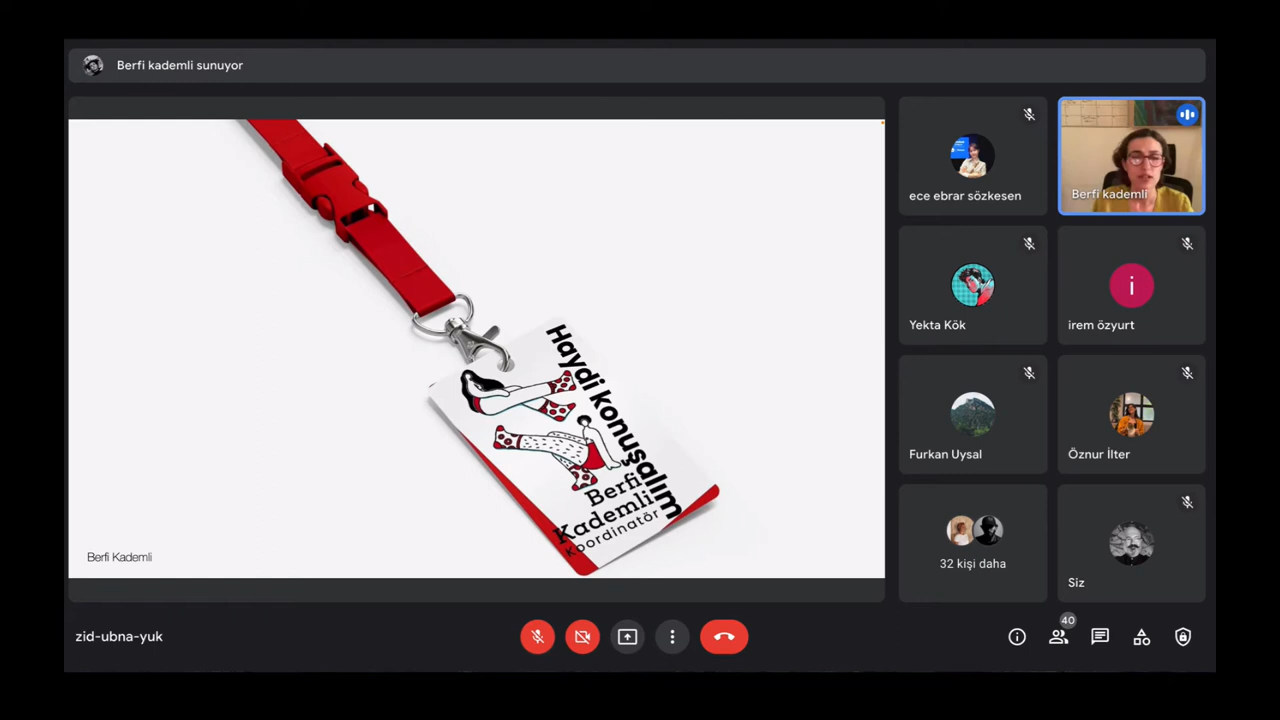 Berfi kademli sunuyor
Haydi konuşalım
Berfi
Kademli
Koordinatör
Berfi Kademli
ece ebrar sözkesen
Berfi kademli
Yekta Kök
i
irem özyurt
Furkan Uysal
Öznur İlter
32 kişi daha
Siz
zid-ubna-yuk
40